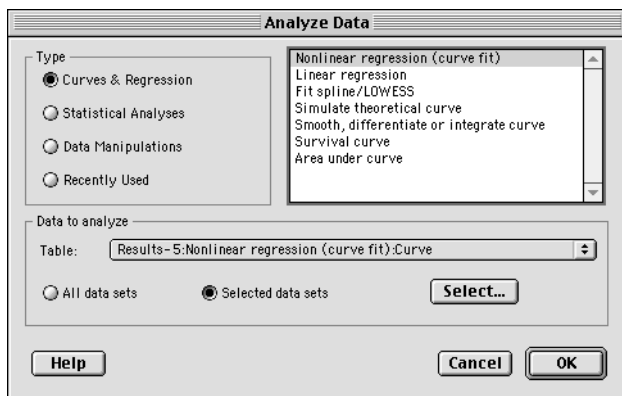 Analyze Data
Type
Curves & Regression
Statistical Analyses
Data Manipulations
Recently Used
Nonlinear regression (curve fit)
Linear regression
Fit spline/LOWESS
Simulate theoretical curve
Smooth, differentiate or integrate curve
Survival curve
Area under curve
Data to analyze
Table: Results-5:Nonlinear regression (curve fit):Curve
All data sets Selected data sets Select...
Help Cancel OK